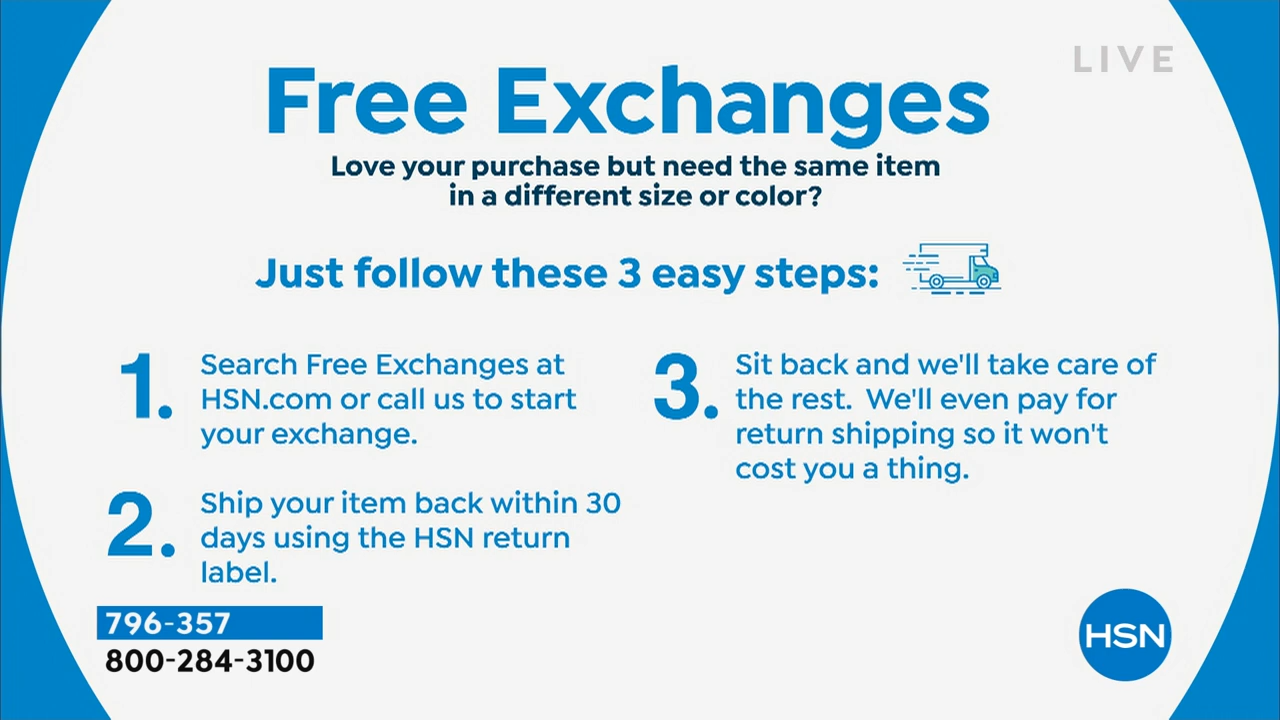 LIVE
Free Exchanges
Love your purchase but need the same item
in a different size or color?
Just follow these 3 easy steps:
1. Search Free Exchanges at
HSN.com or call us to start
your exchange.
2. Ship your item back within 30
days using the HSN return
label.
3. Sit back and we'll take care of
the rest. We'll even pay for
return shipping so it won't
cost you a thing.
796-357
800-284-3100
HSN